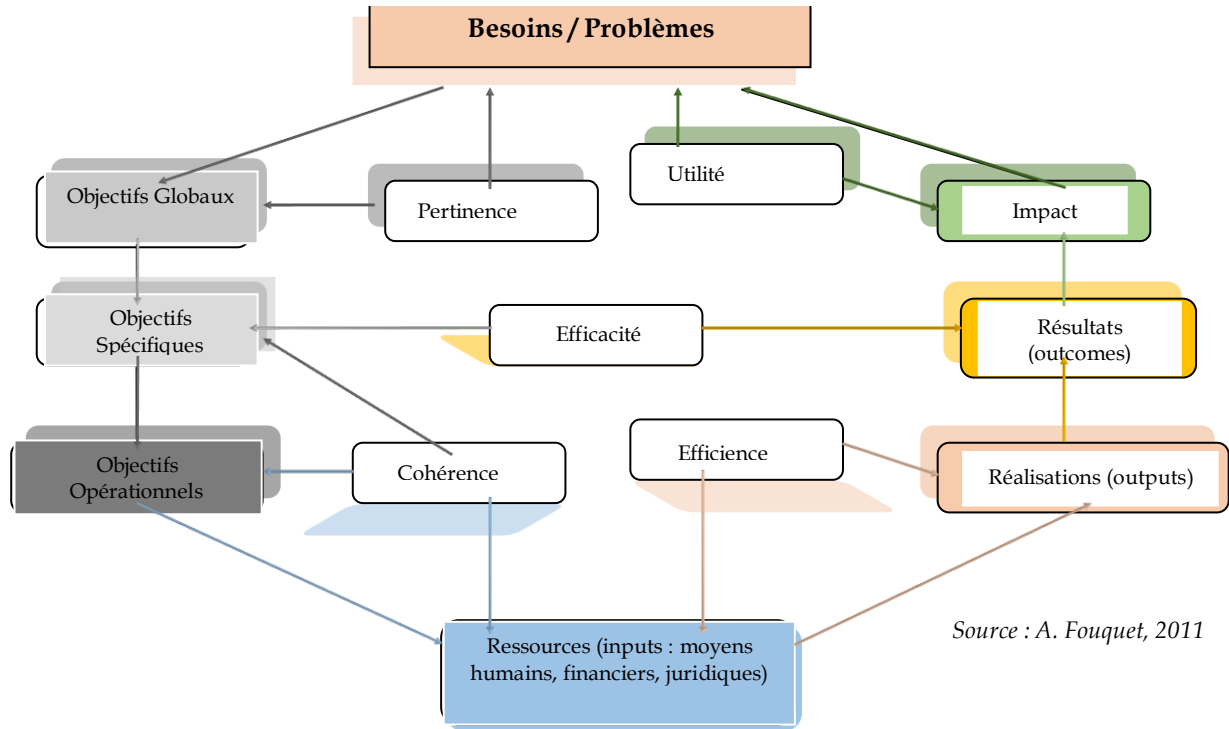 Besoins / Problèmes
Utilité
Objectifs Globaux
Pertinence
Impact
Objectifs
Spécifiques
Efficacité
Résultats
(outcomes)
Objectifs
Opérationnels
Cohérence
Efficience
Réalisations (outputs)
Ressources (inputs : moyens
humains, financiers, juridiques)
Source : A. Fouquet, 2011